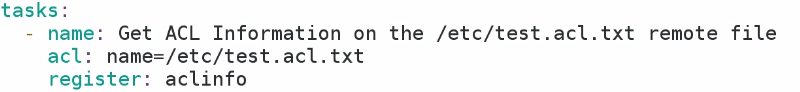 tasks:
  - name: Get ACL Information on the /etc/test.acl.txt remote file
    acl: name=/etc/test.acl.txt
    register: aclinfo